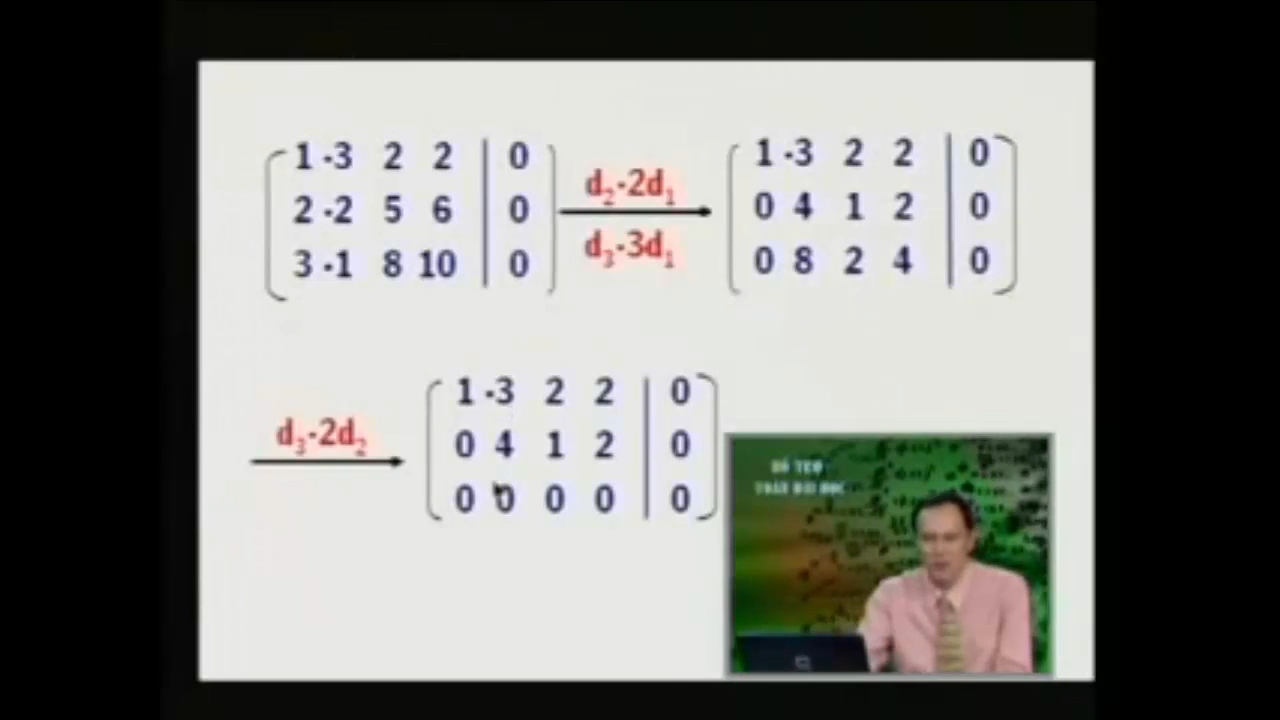 1 -3 2 2 | 0
2 -2 5 6 | 0
3 -1 8 10 | 0
d₂-2d₁
d₃-3d₁
1 -3 2 2 | 0
0 4 1 2 | 0
0 8 2 4 | 0
d₃-2d₂
1 -3 2 2 | 0
0 4 1 2 | 0
0 0 0 0 | 0